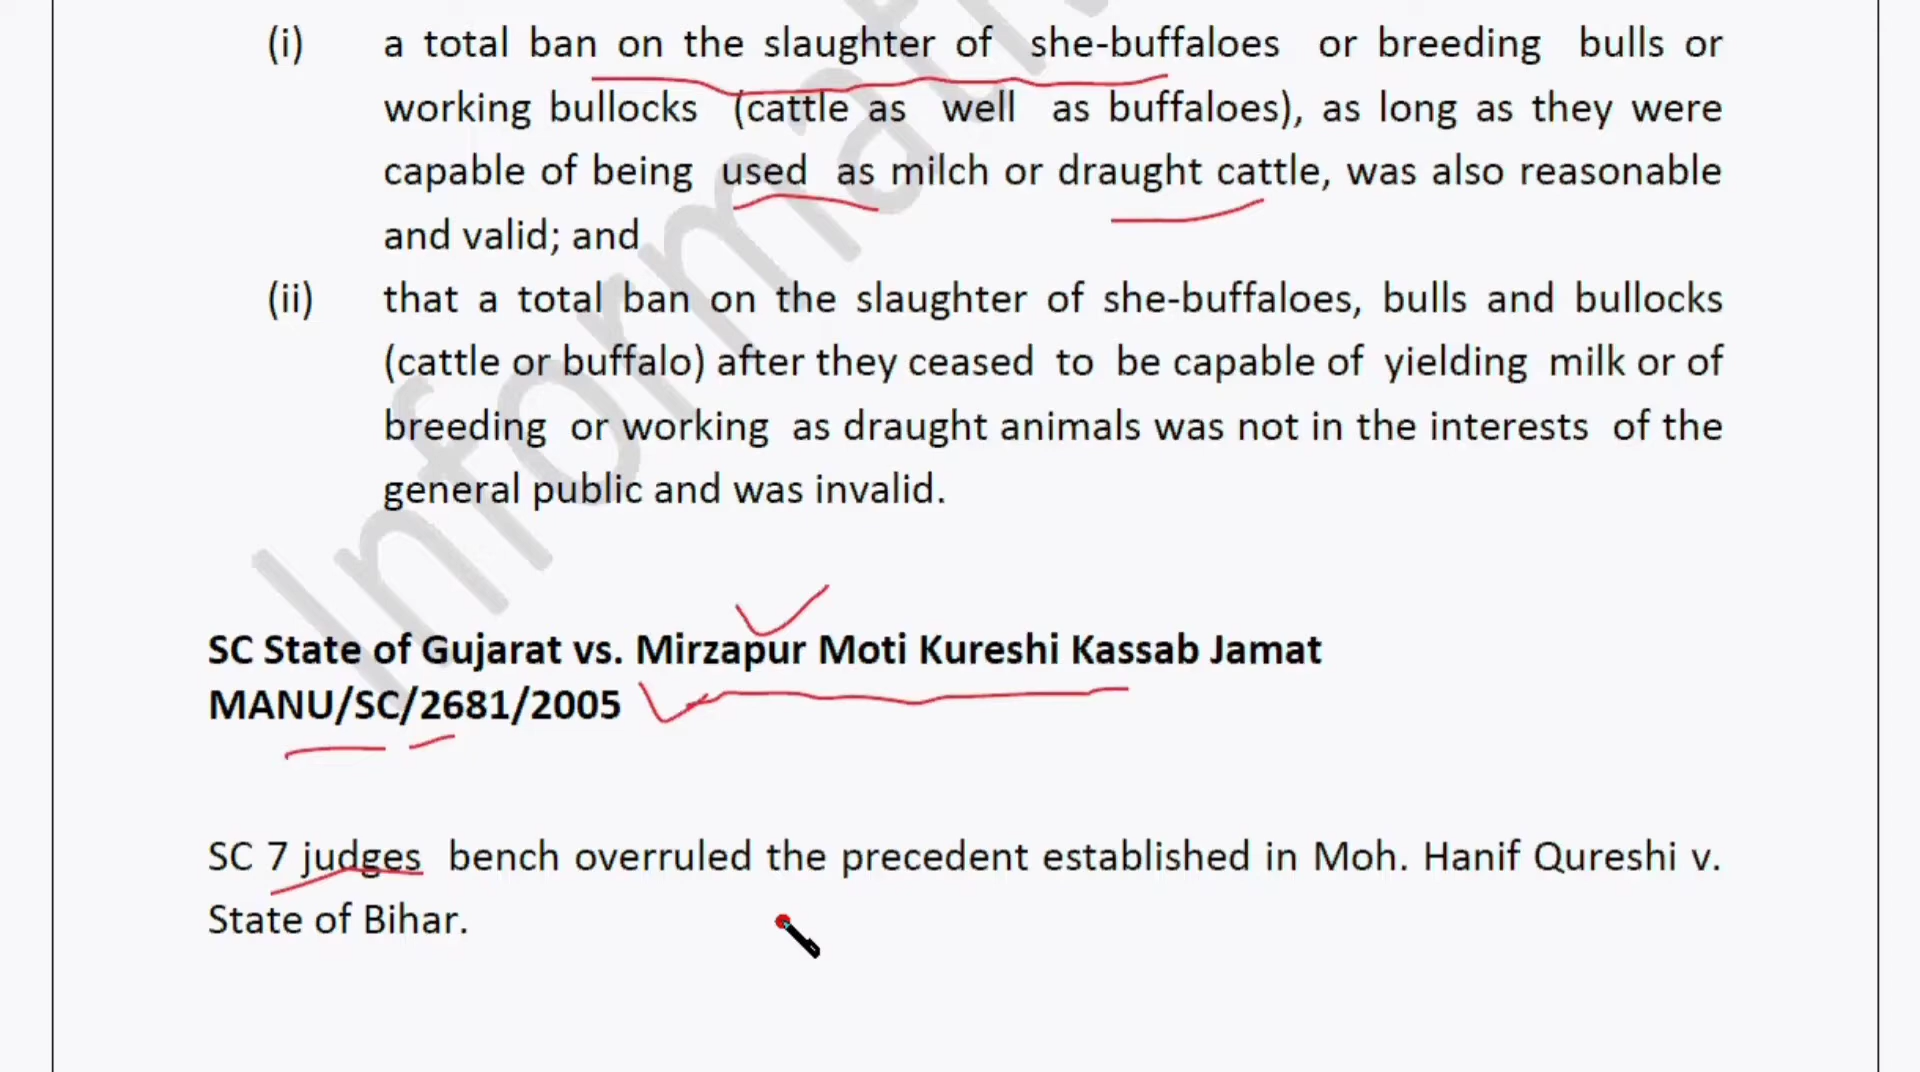 (i) a total ban on the slaughter of she-buffaloes or breeding bulls or
working bullocks (cattle as well as buffaloes), as long as they were
capable of being used as milch or draught cattle, was also reasonable
and valid; and
(ii) that a total ban on the slaughter of she-buffaloes, bulls and bullocks
(cattle or buffalo) after they ceased to be capable of yielding milk or of
breeding or working as draught animals was not in the interests of the
general public and was invalid.
SC State of Gujarat vs. Mirzapur Moti Kureshi Kassab Jamat
MANU/SC/2681/2005
SC 7 judges bench overruled the precedent established in Moh. Hanif Qureshi v.
State of Bihar.